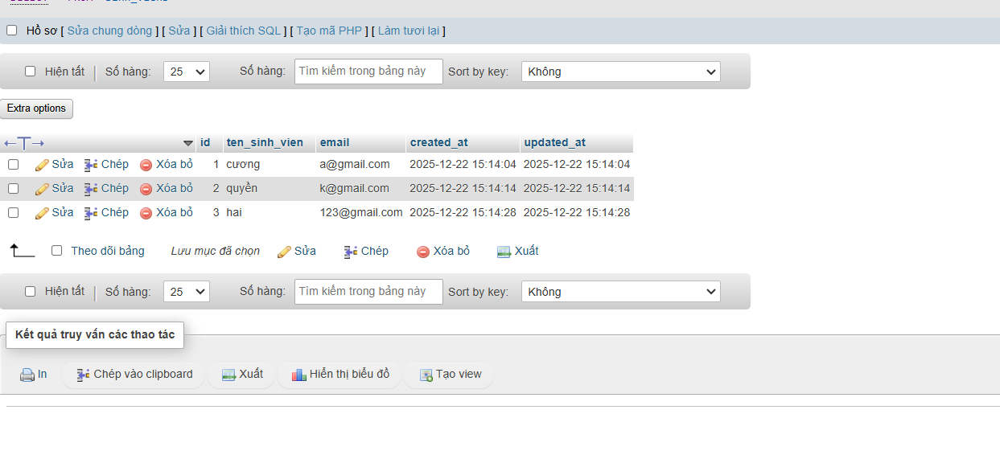 Hồ sơ [ Sửa chung dòng ] [ Sửa ] [ Giải thích SQL ] [ Tạo mã PHP ] [ Làm tươi lại ]
Hiện tất Số hàng: 25 Số hàng: Tìm kiếm trong bảng này Sort by key: Không
Extra options
id ten_sinh_vien email created_at updated_at
Sửa Chép Xóa bỏ 1 cương a@gmail.com 2025-12-22 15:14:04 2025-12-22 15:14:04
Sửa Chép Xóa bỏ 2 quyền k@gmail.com 2025-12-22 15:14:14 2025-12-22 15:14:14
Sửa Chép Xóa bỏ 3 hai 123@gmail.com 2025-12-22 15:14:28 2025-12-22 15:14:28
Theo dõi bảng Lưu mục đã chọn Sửa Chép Xóa bỏ Xuất
Hiện tất Số hàng: 25 Số hàng: Tìm kiếm trong bảng này Sort by key: Không
Kết quả truy vấn các thao tác
In Chép vào clipboard Xuất Hiển thị biểu đồ Tạo view